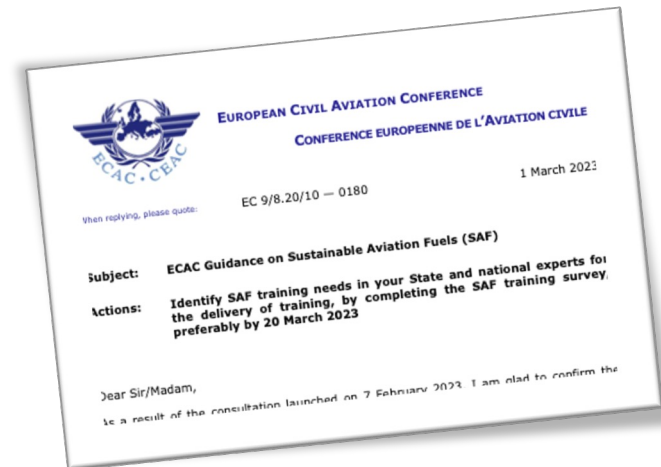 EUROPEAN CIVIL AVIATION CONFERENCE
CONFERENCE EUROPEENNE DE L'AVIATION CIVILE
ECAC • CEAC
When replying, please quote:
EC 9/8.20/10 — 0180
1 March 2023
Subject:
ECAC Guidance on Sustainable Aviation Fuels (SAF)
Actions:
Identify SAF training needs in your State and national experts for
the delivery of training, by completing the SAF training survey,
preferably by 20 March 2023
Dear Sir/Madam,
As a result of the consultation launched on 7 February 2023, I am glad to confirm the